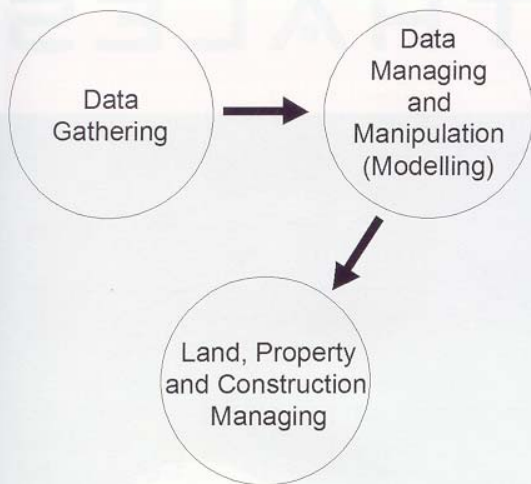 Data
Gathering
Data
Managing
and
Manipulation
(Modelling)
Land, Property
and Construction
Managing